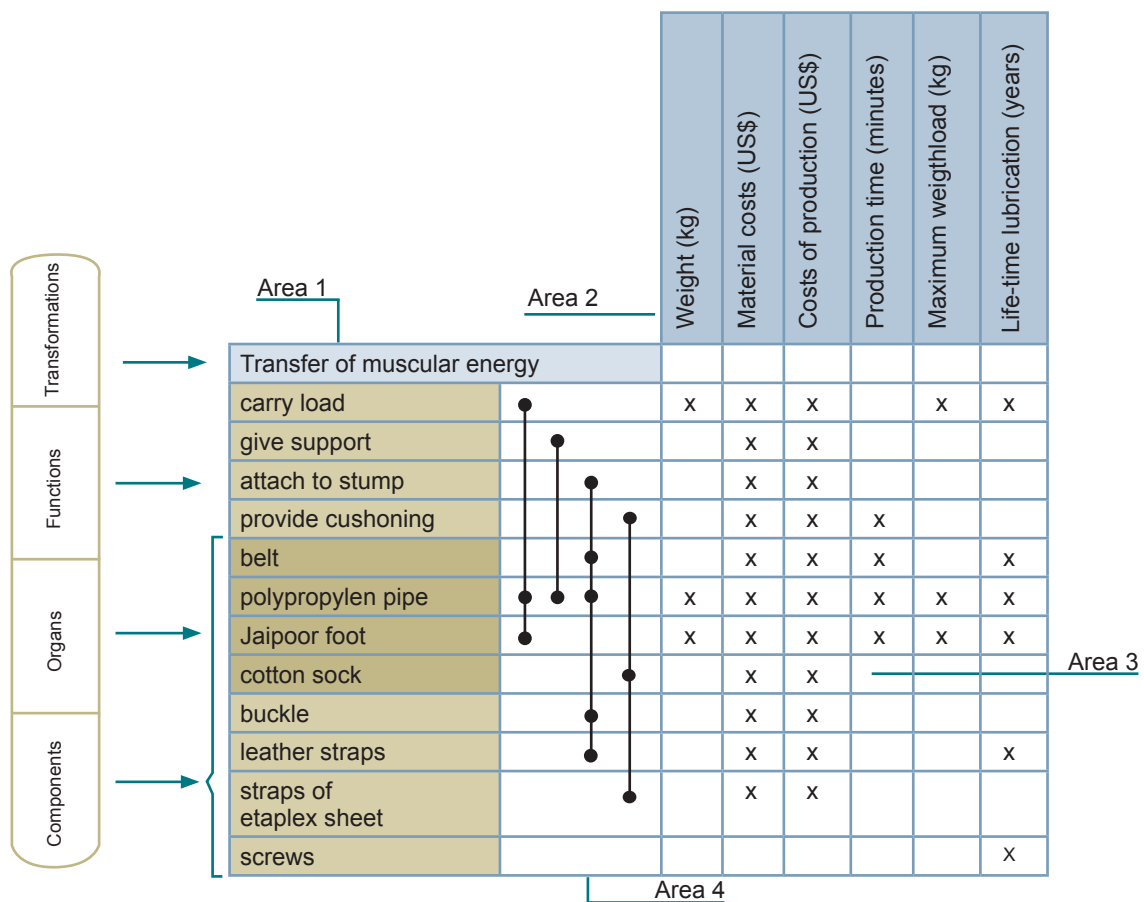 Weight (kg)
Material costs (US$)
Costs of production (US$)
Production time (minutes)
Maximum weigthload (kg)
Life-time lubrication (years)
Transformations
Functions
Organs
Components
Area 1
Area 2
Transfer of muscular energy
carry load x x x x x
give support x x
attach to stump x x
provide cushoning x x x
belt x x x x
polypropylen pipe x x x x x x
Jaipoor foot x x x x x x
cotton sock x x
Area 3
buckle x x
leather straps x x x
straps of
etaplex sheet x x
screws x
Area 4